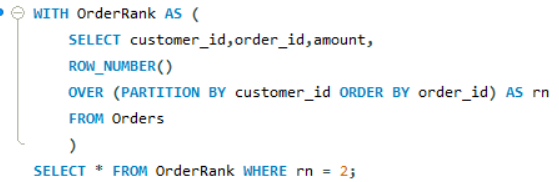 WITH OrderRank AS (
SELECT customer_id,order_id,amount,
ROW_NUMBER()
OVER (PARTITION BY customer_id ORDER BY order_id) AS rn
FROM Orders
)
SELECT * FROM OrderRank WHERE rn = 2;